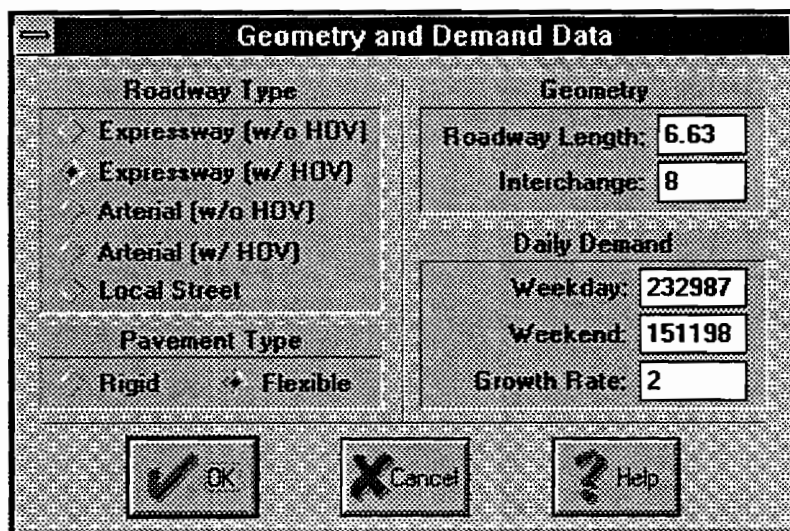 Geometry and Demand Data
Roadway Type
Expressway (w/o HOV)
Expressway (w/ HOV)
Arterial (w/o HOV)
Arterial (w/ HOV)
Local Street
Pavement Type
Rigid Flexible
Geometry
Roadway Length: 6.63
Interchange: 8
Daily Demand
Weekday: 232987
Weekend: 151198
Growth Rate: 2
OK Cancel Help